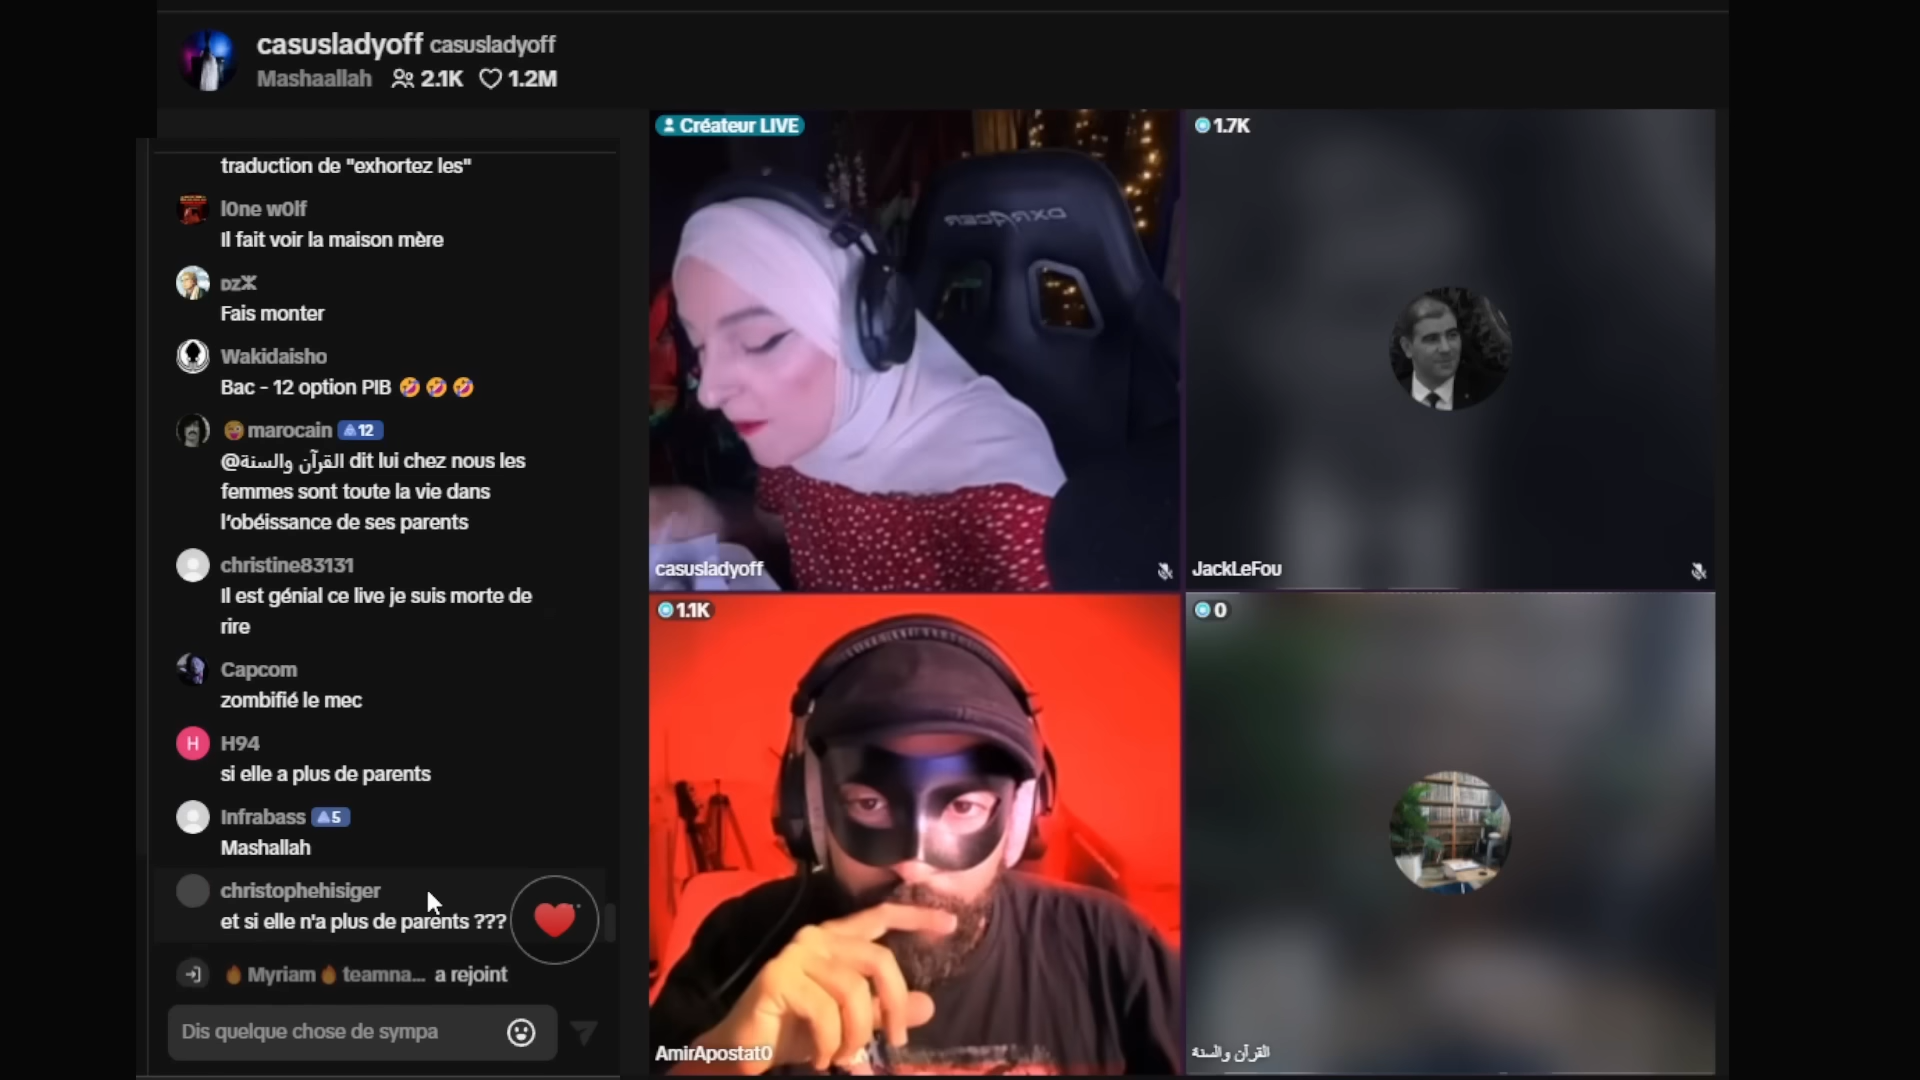 casusladyoff casusladyoff
Mashaallah 2.1K 1.2M
traduction de "exhortez les"
l0ne w0lf
Il fait voir la maison mère
DZЖ
Fais monter
Wakidaisho
Bac - 12 option PIB 🤣 🤣 🤣
😜 marocain 12
@القرآن والسنة dit lui chez nous les
femmes sont toute la vie dans
l'obéissance de ses parents
christine83131
Il est génial ce live je suis morte de
rire
Capcom
zombifié le mec
H
H94
si elle a plus de parents
Infrabass 5
Mashallah
christophehisiger
et si elle n'a plus de parents ???
🔥 Myriam 🔥 teamna... a rejoint
Dis quelque chose de sympa
Créateur LIVE
DXRACER
casusladyoff
1.7K
JackLeFou
1.1K
AmirApostat0
0
القرآن والسنة